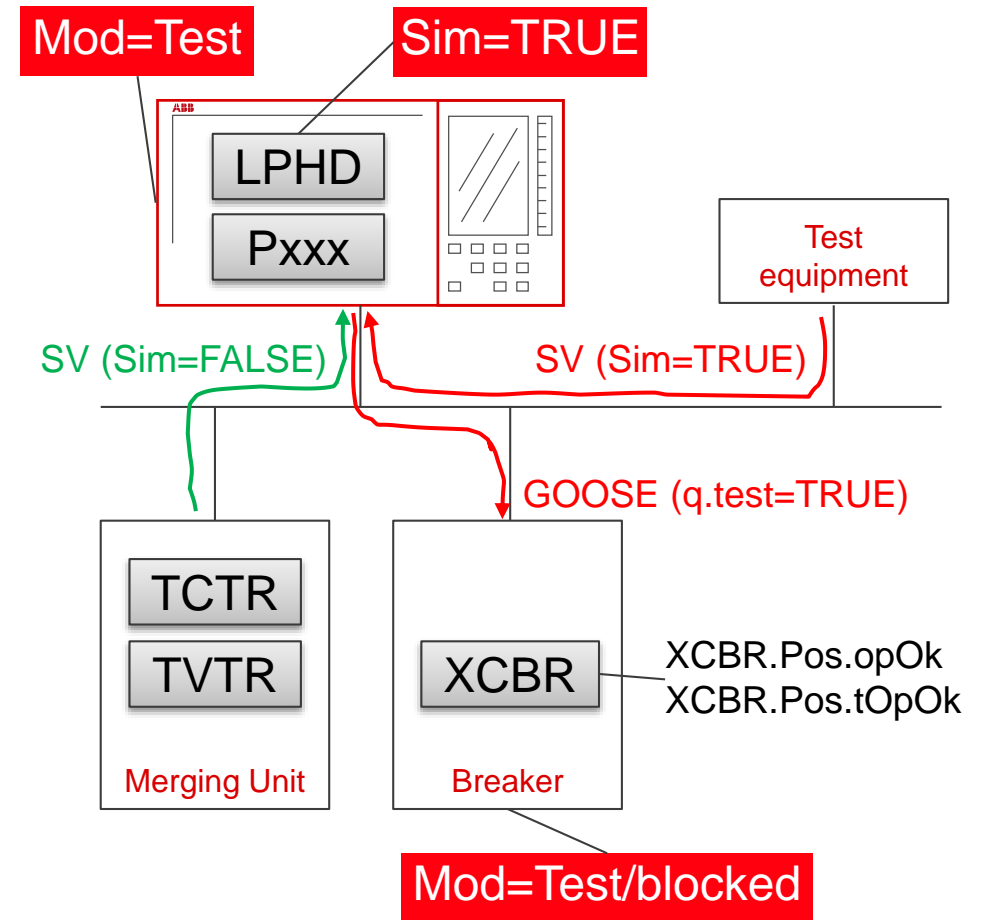 Mod=Test
Sim=TRUE
ABB
LPHD
Pxxx
Test
equipment
SV (Sim=FALSE)
SV (Sim=TRUE)
GOOSE (q.test=TRUE)
TCTR
TVTR
Merging Unit
XCBR
Breaker
XCBR.Pos.opOk
XCBR.Pos.tOpOk
Mod=Test/blocked